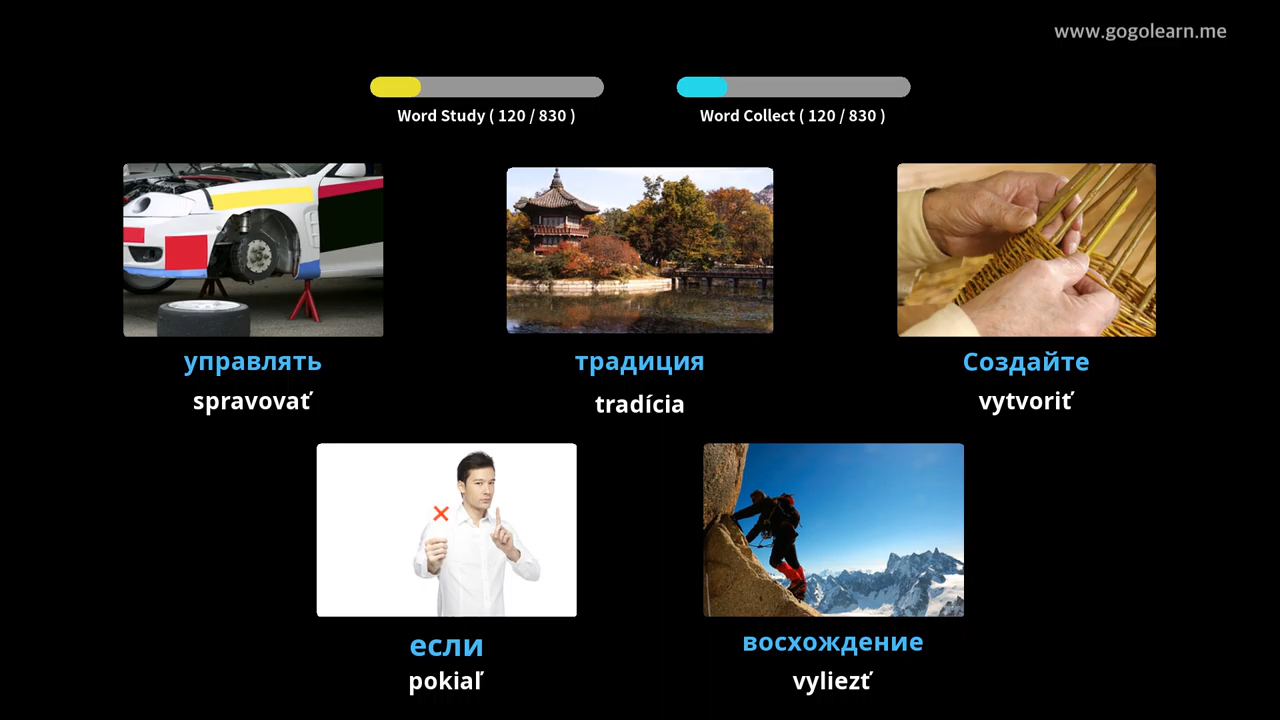 www.gogolearn.me
Word Study ( 120 / 830 )
Word Collect ( 120 / 830 )
управлять
spravovať
традиция
tradícia
Создайте
vytvoriť
если
pokiaľ
восхождение
vyliezť